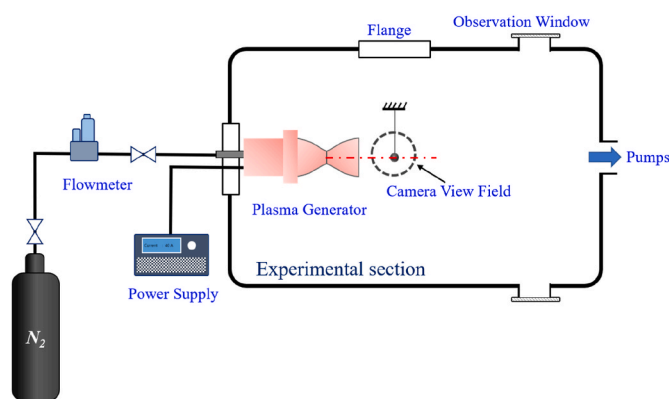 Observation Window
Flange
Flowmeter
Plasma Generator
Camera View Field
Pumps
Experimental section
Power Supply
N2